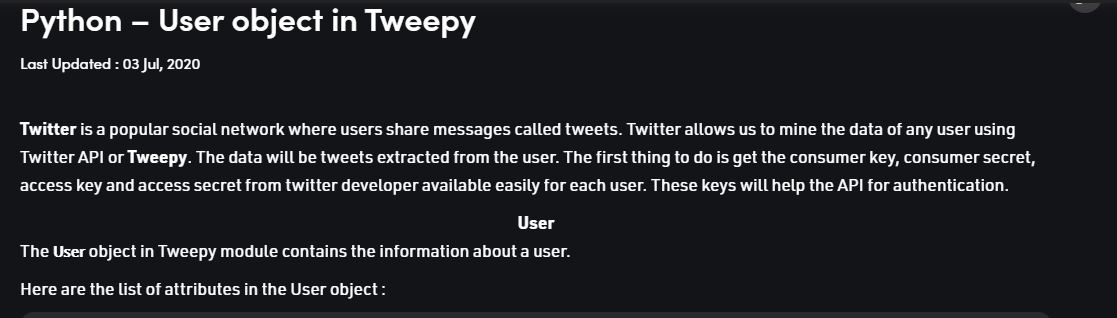 Python – User object in Tweepy
Last Updated : 03 Jul, 2020
Twitter is a popular social network where users share messages called tweets. Twitter allows us to mine the data of any user using
Twitter API or Tweepy. The data will be tweets extracted from the user. The first thing to do is get the consumer key, consumer secret,
access key and access secret from twitter developer available easily for each user. These keys will help the API for authentication.
User
The User object in Tweepy module contains the information about a user.
Here are the list of attributes in the User object :